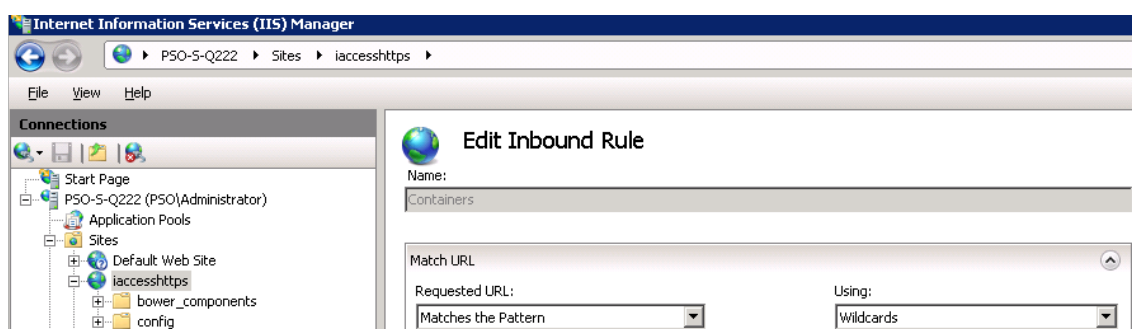 Internet Information Services (IIS) Manager
PSO-S-Q222 Sites iaccesshttps
File View Help
Connections
Start Page
PSO-S-Q222 (PSO\Administrator)
Application Pools
Sites
Default Web Site
iaccesshttps
bower_components
config
Edit Inbound Rule
Name:
Containers
Match URL
Requested URL: Using:
Matches the Pattern Wildcards